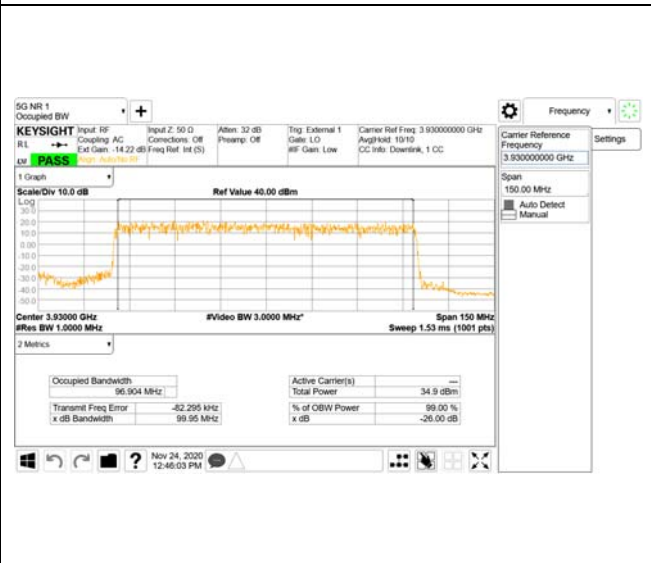 5G NR 1
Occupied BW
+
Frequency
KEYSIGHT
Input: RF
Coupling: AC
Ext Gain: -14.22 dB
Align: Auto/No RF
Input Z: 50 Ω
Corrections: Off
Freq Ref: Int (S)
Atten: 32 dB
Preamp: Off
Trig: External 1
Gate: LO
#IF Gain: Low
Carrier Ref Freq: 3.930000000 GHz
Avg|Hold: 10/10
CC Info: Downlink, 1 CC
RL
PASS
Carrier Reference
Frequency
3.930000000 GHz
Settings
Span
150.00 MHz
Auto Detect
Manual
1 Graph
Scale/Div 10.0 dB
Ref Value 40.00 dBm
Log
30.0
20.0
10.0
0.00
-10.0
-20.0
-30.0
-40.0
-50.0
Center 3.93000 GHz
#Video BW 3.0000 MHz*
Span 150 MHz
#Res BW 1.0000 MHz
Sweep 1.53 ms (1001 pts)
2 Metrics
Occupied Bandwidth
96.904 MHz
Transmit Freq Error -82.295 kHz
x dB Bandwidth 99.95 MHz
Active Carrier(s) ---
Total Power 34.9 dBm
% of OBW Power 99.00 %
x dB -26.00 dB
?
Nov 24, 2020
12:46:03 PM